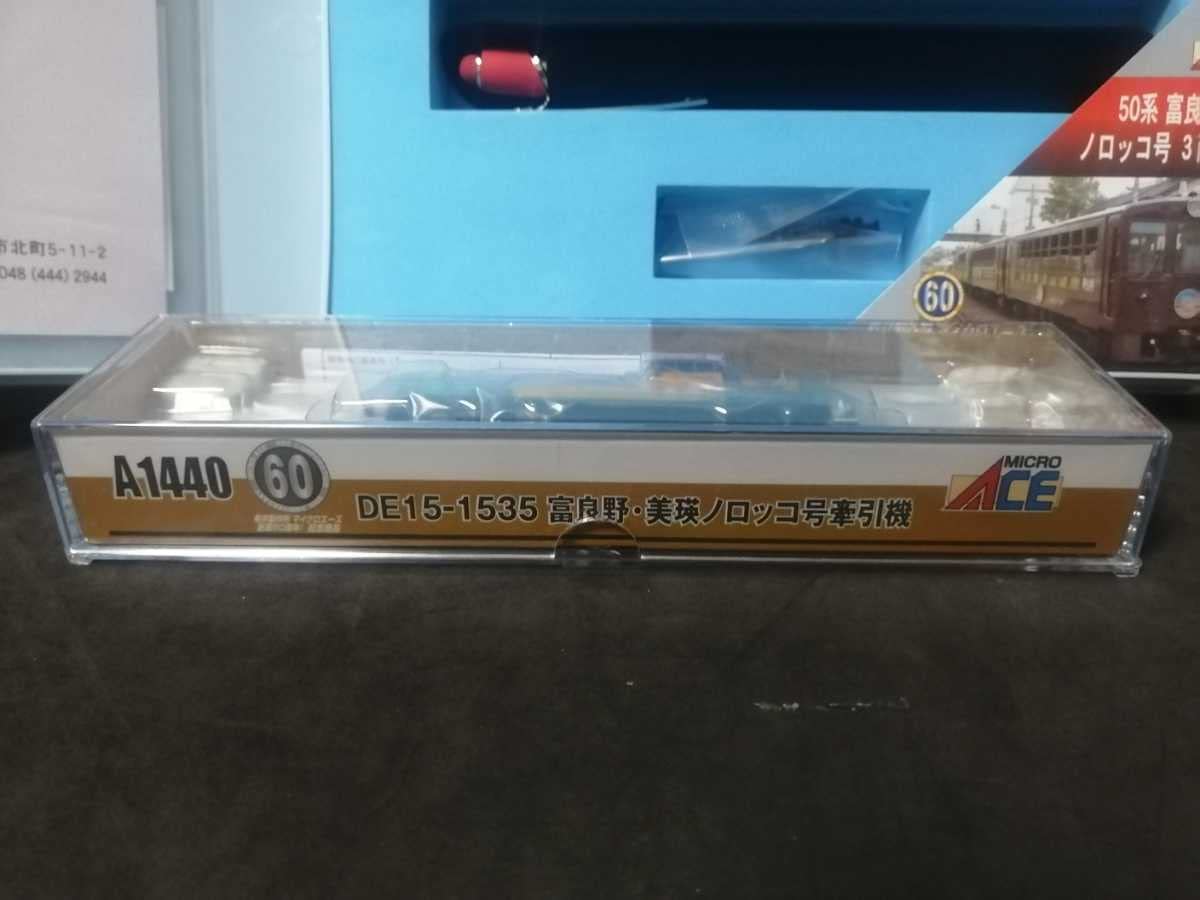 50系 富良
ノロッコ号 3
市北町5-11-2
048 (444) 2944
60
A1440
60
DE15-1535 富良野・美瑛ノロッコ号牽引機
MICRO
ACE